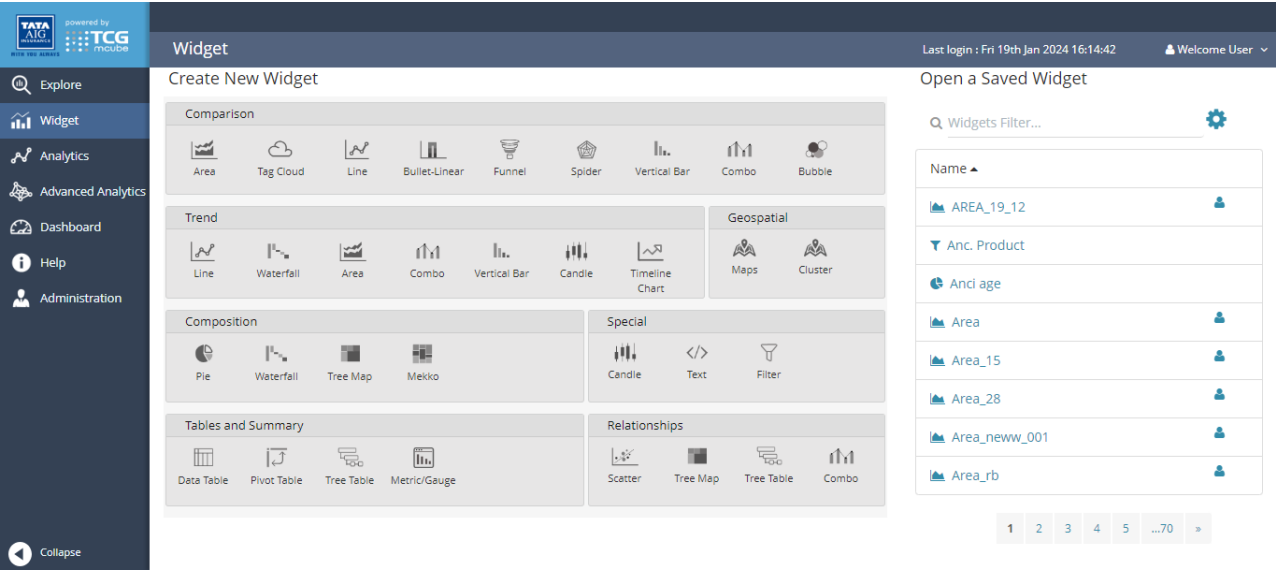 TATA
AIG
INSURANCE
WITH YOU ALWAYS
powered by
TCG
mcube
Widget
Last login : Fri 19th Jan 2024 16:14:42
Welcome User
Explore
Widget
Analytics
Advanced Analytics
Dashboard
Help
Administration
Collapse
Create New Widget
Comparison
Area Tag Cloud Line Bullet-Linear Funnel Spider Vertical Bar Combo Bubble
Trend
Line Waterfall Area Combo Vertical Bar Candle Timeline
Chart
Geospatial
Maps Cluster
Composition
Pie Waterfall Tree Map Mekko
Special
Candle Text Filter
Tables and Summary
Data Table Pivot Table Tree Table Metric/Gauge
Relationships
Scatter Tree Map Tree Table Combo
Open a Saved Widget
Widgets Filter...
Name
AREA_19_12
Anc. Product
Anci age
Area
Area_15
Area_28
Area_neww_001
Area_rb
1 2 3 4 5 ...70 »